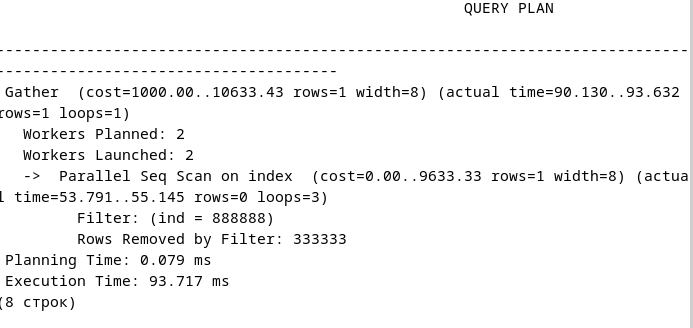 QUERY PLAN
--------------------------------------------------------------------------------
--------------------------------------
Gather  (cost=1000.00..10633.43 rows=1 width=8) (actual time=90.130..93.632
rows=1 loops=1)
   Workers Planned: 2
   Workers Launched: 2
   ->  Parallel Seq Scan on index  (cost=0.00..9633.33 rows=1 width=8) (actua
l time=53.791..55.145 rows=0 loops=3)
         Filter: (ind = 888888)
         Rows Removed by Filter: 333333
Planning Time: 0.079 ms
Execution Time: 93.717 ms
(8 строк)